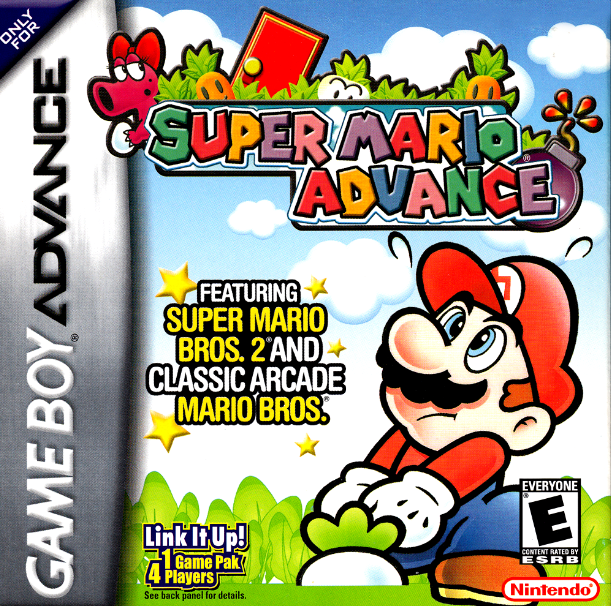 ONLY
FOR
GAME BOY ADVANCE
SUPER MARIO
ADVANCE®
FEATURING
SUPER MARIO
BROS. 2® AND
CLASSIC ARCADE
MARIO BROS.®
Link It Up!
1 Game Pak
4 Players
See back panel for details.
EVERYONE
E
CONTENT RATED BY
ESRB
Nintendo®